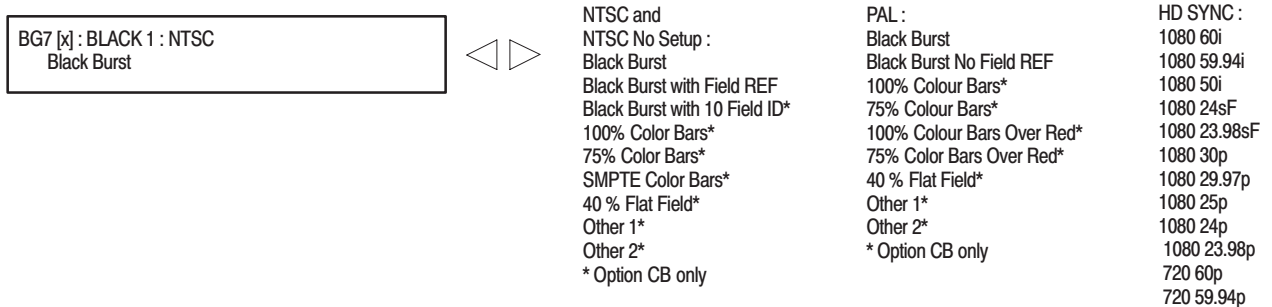 BG7 [x] : BLACK 1 : NTSC
Black Burst
NTSC and
NTSC No Setup :
Black Burst
Black Burst with Field REF
Black Burst with 10 Field ID*
100% Color Bars*
75% Color Bars*
SMPTE Color Bars*
40 % Flat Field*
Other 1*
Other 2*
* Option CB only
PAL :
Black Burst
Black Burst No Field REF
100% Colour Bars*
75% Colour Bars*
100% Colour Bars Over Red*
75% Color Bars Over Red*
40 % Flat Field*
Other 1*
Other 2*
* Option CB only
HD SYNC :
1080 60i
1080 59.94i
1080 50i
1080 24sF
1080 23.98sF
1080 30p
1080 29.97p
1080 25p
1080 24p
1080 23.98p
720 60p
720 59.94p